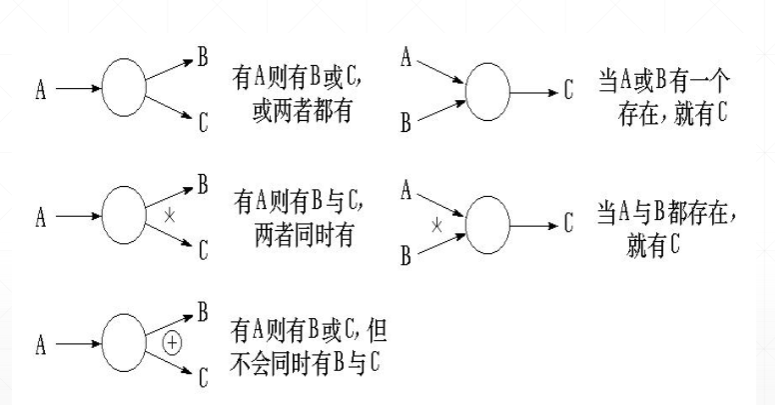 A
B
C
有A则有B或C,
或两者都有
A
B
C
当A或B有一个
存在,就有C
A
B
*
C
有A则有B与C,
两者同时有
A
*
B
C
当A与B都存在,
就有C
A
B
+
C
有A则有B或C,但
不会同时有B与C